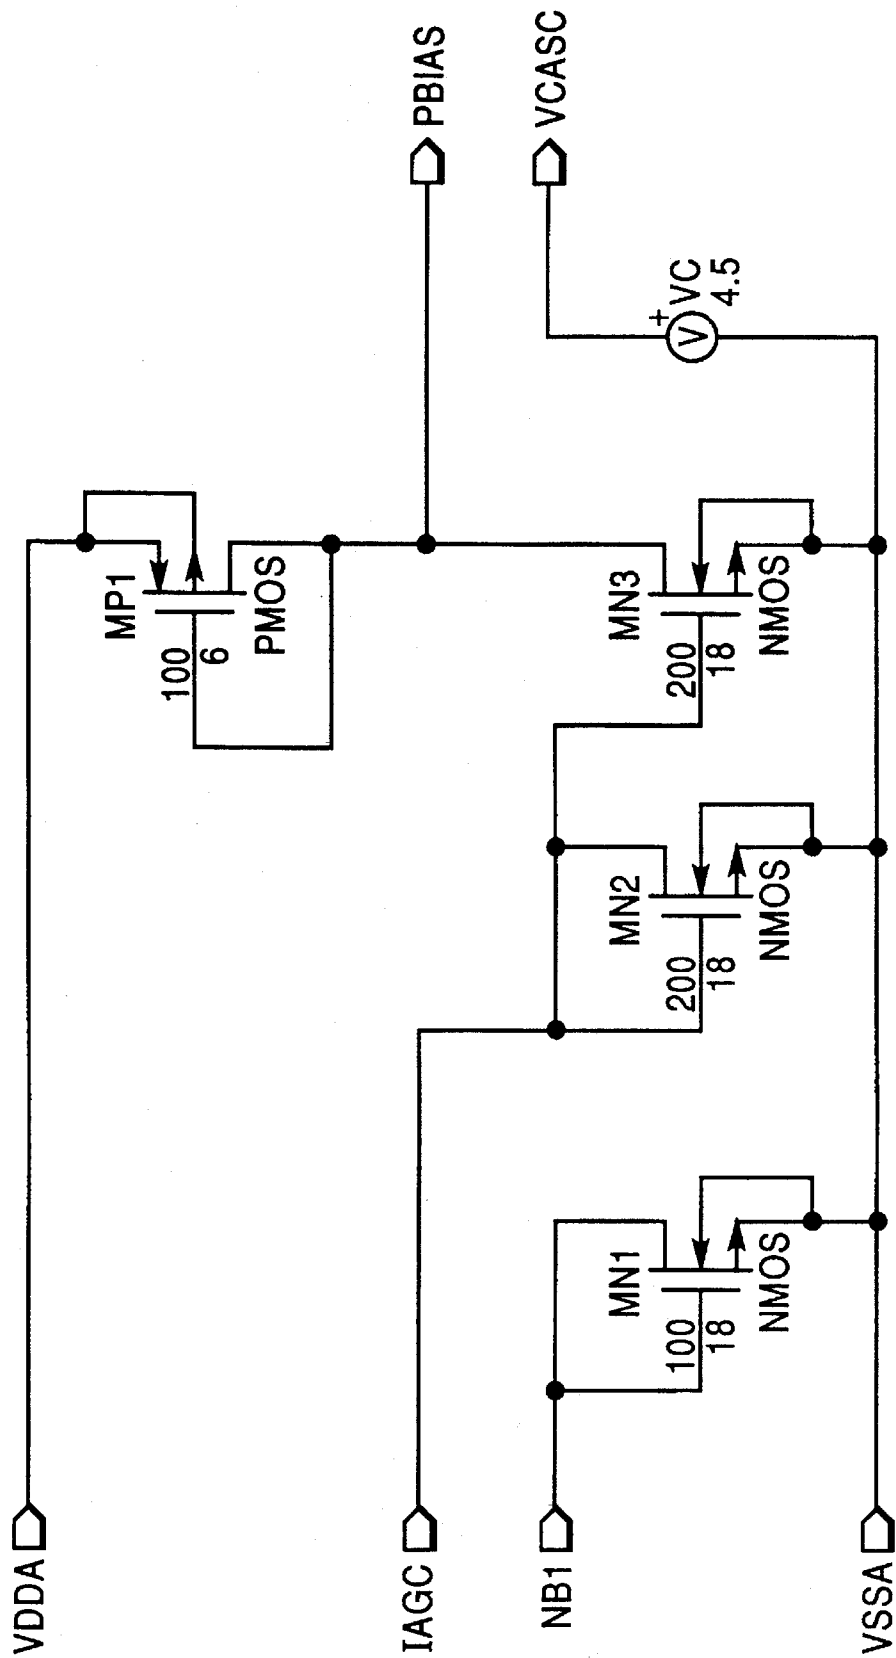 VDDA
IAGC
NB1
VSSA
MP1
100
6
PMOS
MN1
100
18
NMOS
MN2
200
18
NMOS
MN3
200
18
NMOS
+
V
VC
4.5
PBIAS
VCASC